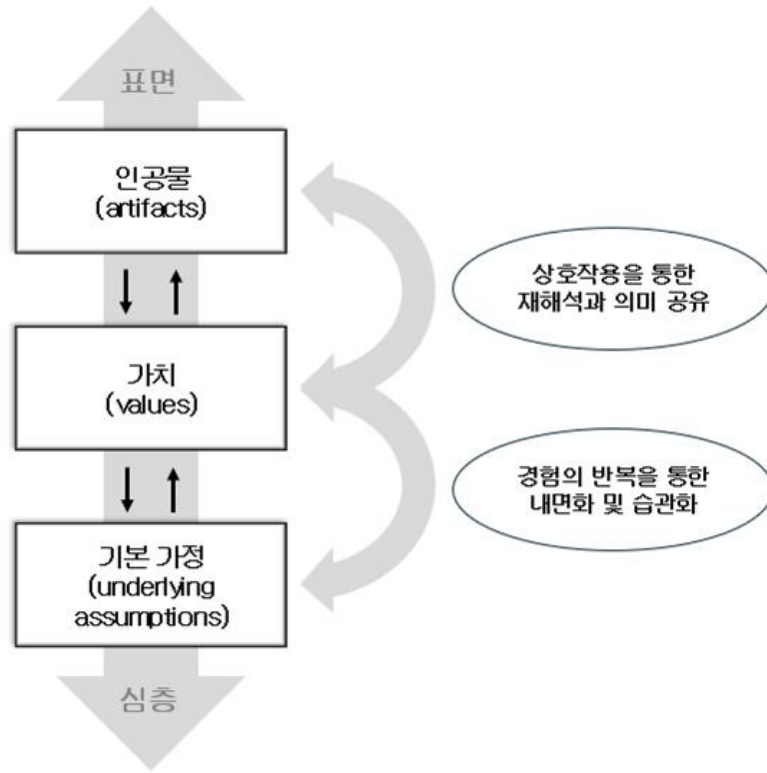 표면
인공물
(artifacts)
상호작용을 통한
재해석과 의미 공유
가치
(values)
경험의 반복을 통한
내면화 및 습관화
기본 가정
(underlying
assumptions)
심층